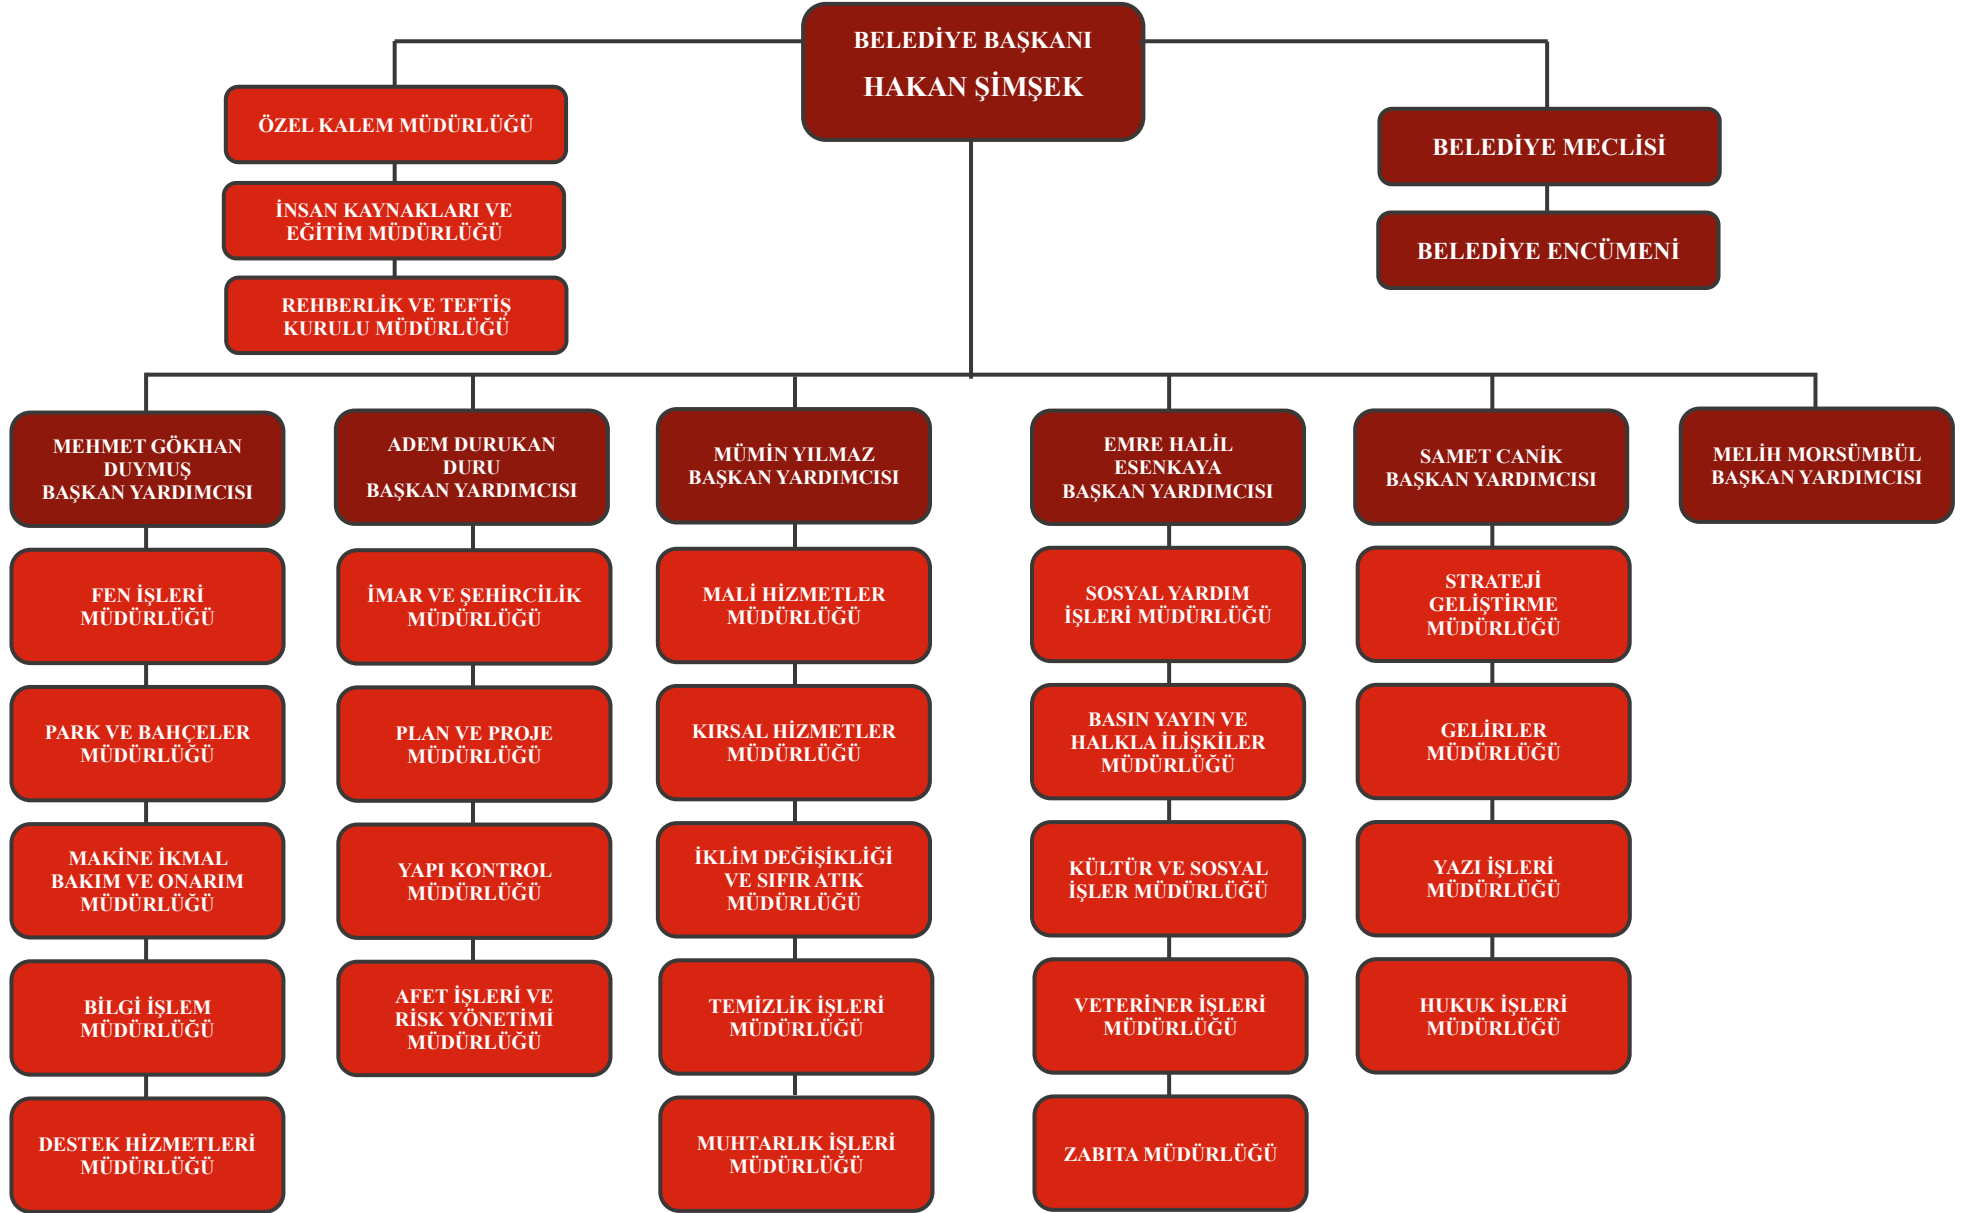 BELEDİYE BAŞKANI
HAKAN ŞİMŞEK
ÖZEL KALEM MÜDÜRLÜĞÜ
İNSAN KAYNAKLARI VE
EĞİTİM MÜDÜRLÜĞÜ
REHBERLİK VE TEFTİŞ
KURULU MÜDÜRLÜĞÜ
BELEDİYE MECLİSİ
BELEDİYE ENCÜMENİ
MEHMET GÖKHAN
DUYMUŞ
BAŞKAN YARDIMCISI
FEN İŞLERİ
MÜDÜRLÜĞÜ
PARK VE BAHÇELER
MÜDÜRLÜĞÜ
MAKİNE İKMAL
BAKIM VE ONARIM
MÜDÜRLÜĞÜ
BİLGİ İŞLEM
MÜDÜRLÜĞÜ
DESTEK HİZMETLERİ
MÜDÜRLÜĞÜ
ADEM DURUKAN
DURU
BAŞKAN YARDIMCISI
İMAR VE ŞEHİRCİLİK
MÜDÜRLÜĞÜ
PLAN VE PROJE
MÜDÜRLÜĞÜ
YAPI KONTROL
MÜDÜRLÜĞÜ
AFET İŞLERİ VE
RİSK YÖNETİMİ
MÜDÜRLÜĞÜ
MÜMİN YILMAZ
BAŞKAN YARDIMCISI
MALİ HİZMETLER
MÜDÜRLÜĞÜ
KIRSAL HİZMETLER
MÜDÜRLÜĞÜ
İKLİM DEĞİŞİKLİĞİ
VE SIFIR ATIK
MÜDÜRLÜĞÜ
TEMİZLİK İŞLERİ
MÜDÜRLÜĞÜ
MUHTARLIK İŞLERİ
MÜDÜRLÜĞÜ
EMRE HALİL
ESENKAYA
BAŞKAN YARDIMCISI
SOSYAL YARDIM
İŞLERİ MÜDÜRLÜĞÜ
BASIN YAYIN VE
HALKLA İLİŞKİLER
MÜDÜRLÜĞÜ
KÜLTÜR VE SOSYAL
İŞLER MÜDÜRLÜĞÜ
VETERİNER İŞLERİ
MÜDÜRLÜĞÜ
ZABITA MÜDÜRLÜĞÜ
SAMET CANİK
BAŞKAN YARDIMCISI
STRATEJİ
GELİŞTİRME
MÜDÜRLÜĞÜ
GELİRLER
MÜDÜRLÜĞÜ
YAZI İŞLERİ
MÜDÜRLÜĞÜ
HUKUK İŞLERİ
MÜDÜRLÜĞÜ
MELİH MORSÜMBÜL
BAŞKAN YARDIMCISI